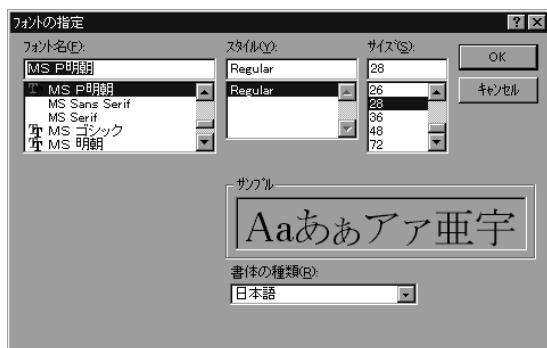 フォントの指定
フォント名(F):
MS P明朝
MS P明朝
MS Sans Serif
MS Serif
MS ゴシック
MS 明朝
スタイル(Y):
Regular
Regular
サイズ(S):
28
26
28
36
48
72
OK
キャンセル
サンプル
Aaあぁアァ亜宇
書体の種類(R):
日本語